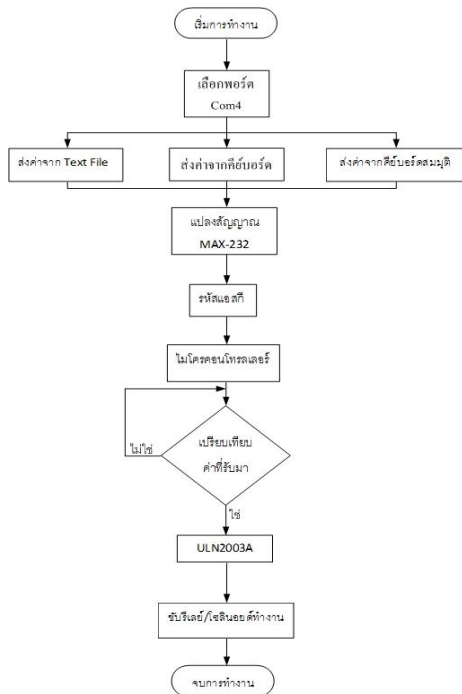 เริ่มการทำงาน
เลือกพอร์ต
Com4
ส่งค่าจาก Text File
ส่งค่าจากคีย์บอร์ด
ส่งค่าจากคีย์บอร์ดสมมุติ
แปลงสัญญาณ
MAX-232
รหัสแอสกี
ไมโครคอนโทรลเลอร์
เปรียบเทียบ
ค่าที่รับมา
ไม่ใช่
ใช่
ULN2003A
ขับรีเลย์/โซลินอยด์ทำงาน
จบการทำงาน